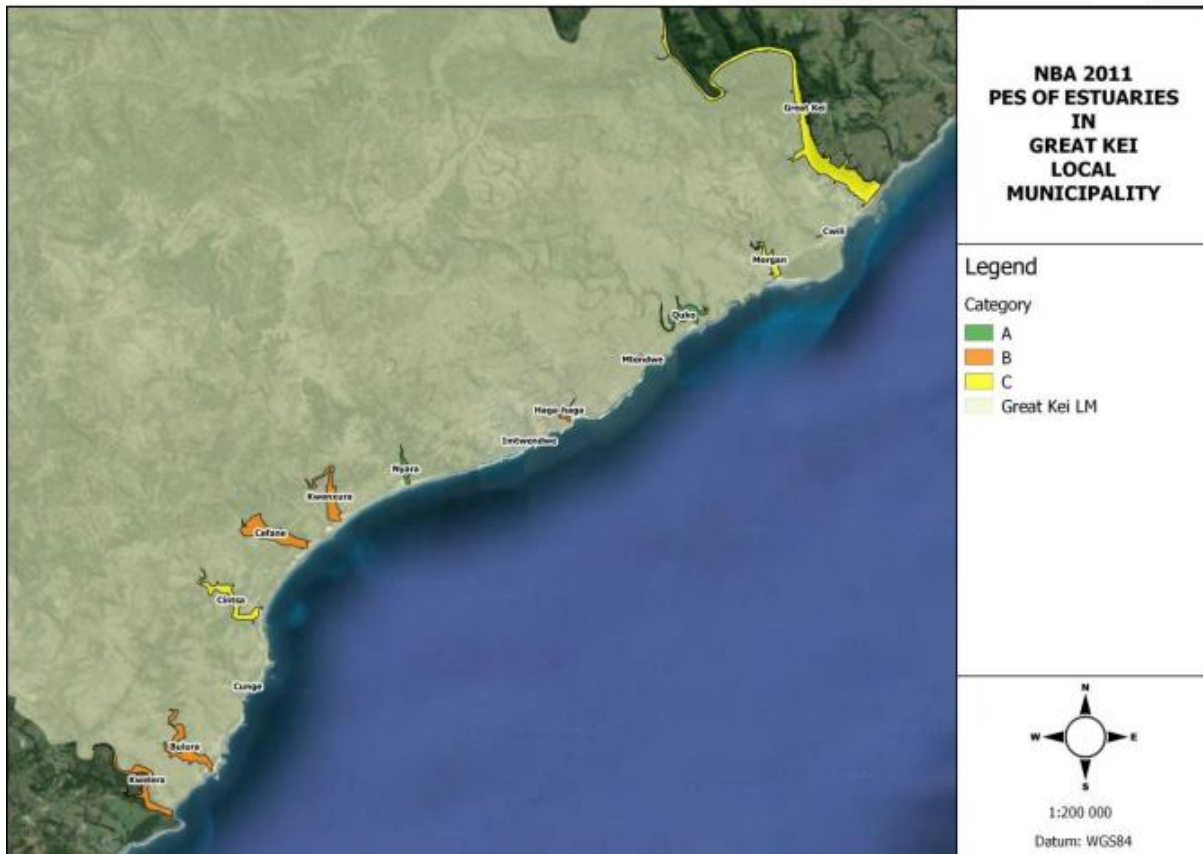 NBA 2011
PES OF ESTUARIES
IN
GREAT KEI
LOCAL
MUNICIPALITY
Legend
Category
A
B
C
Great Kei LM
N
W
E
S
1:200 000
Datum: WGS84
Great Kei
Cwili
Morgan
Quko
Mtendwe
Haga-haga
Imtwendwe
Nyara
Kwenxura
Cefane
Cintsa
Cunge
Bulura
Kwelera